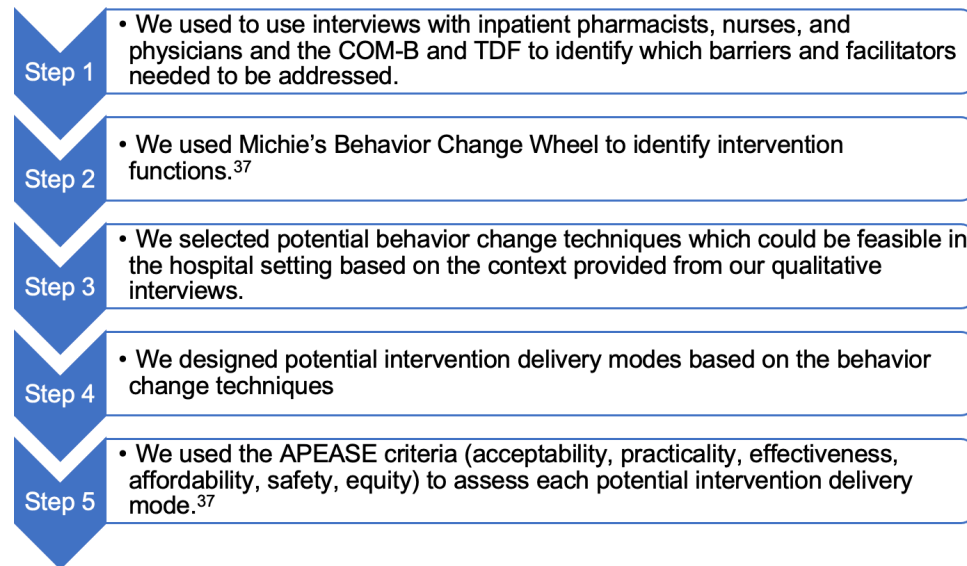 Step 1
• We used to use interviews with inpatient pharmacists, nurses, and
physicians and the COM-B and TDF to identify which barriers and facilitators
needed to be addressed.
Step 2
• We used Michie's Behavior Change Wheel to identify intervention
functions.³⁷
Step 3
• We selected potential behavior change techniques which could be feasible in
the hospital setting based on the context provided from our qualitative
interviews.
Step 4
• We designed potential intervention delivery modes based on the behavior
change techniques
Step 5
• We used the APEASE criteria (acceptability, practicality, effectiveness,
affordability, safety, equity) to assess each potential intervention delivery
mode.³⁷